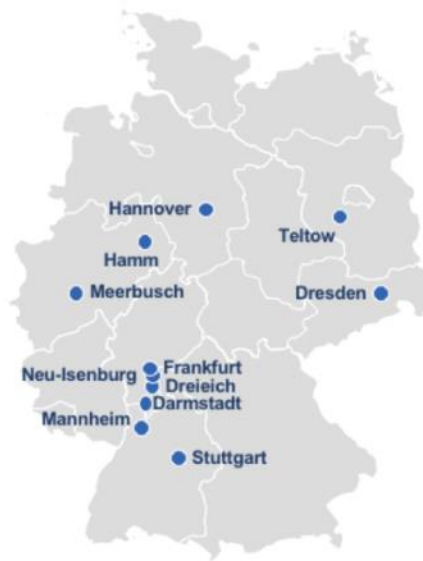 Hannover
Teltow
Hamm
Meerbusch
Dresden
Frankfurt
Neu-Isenburg
Dreieich
Darmstadt
Mannheim
Stuttgart